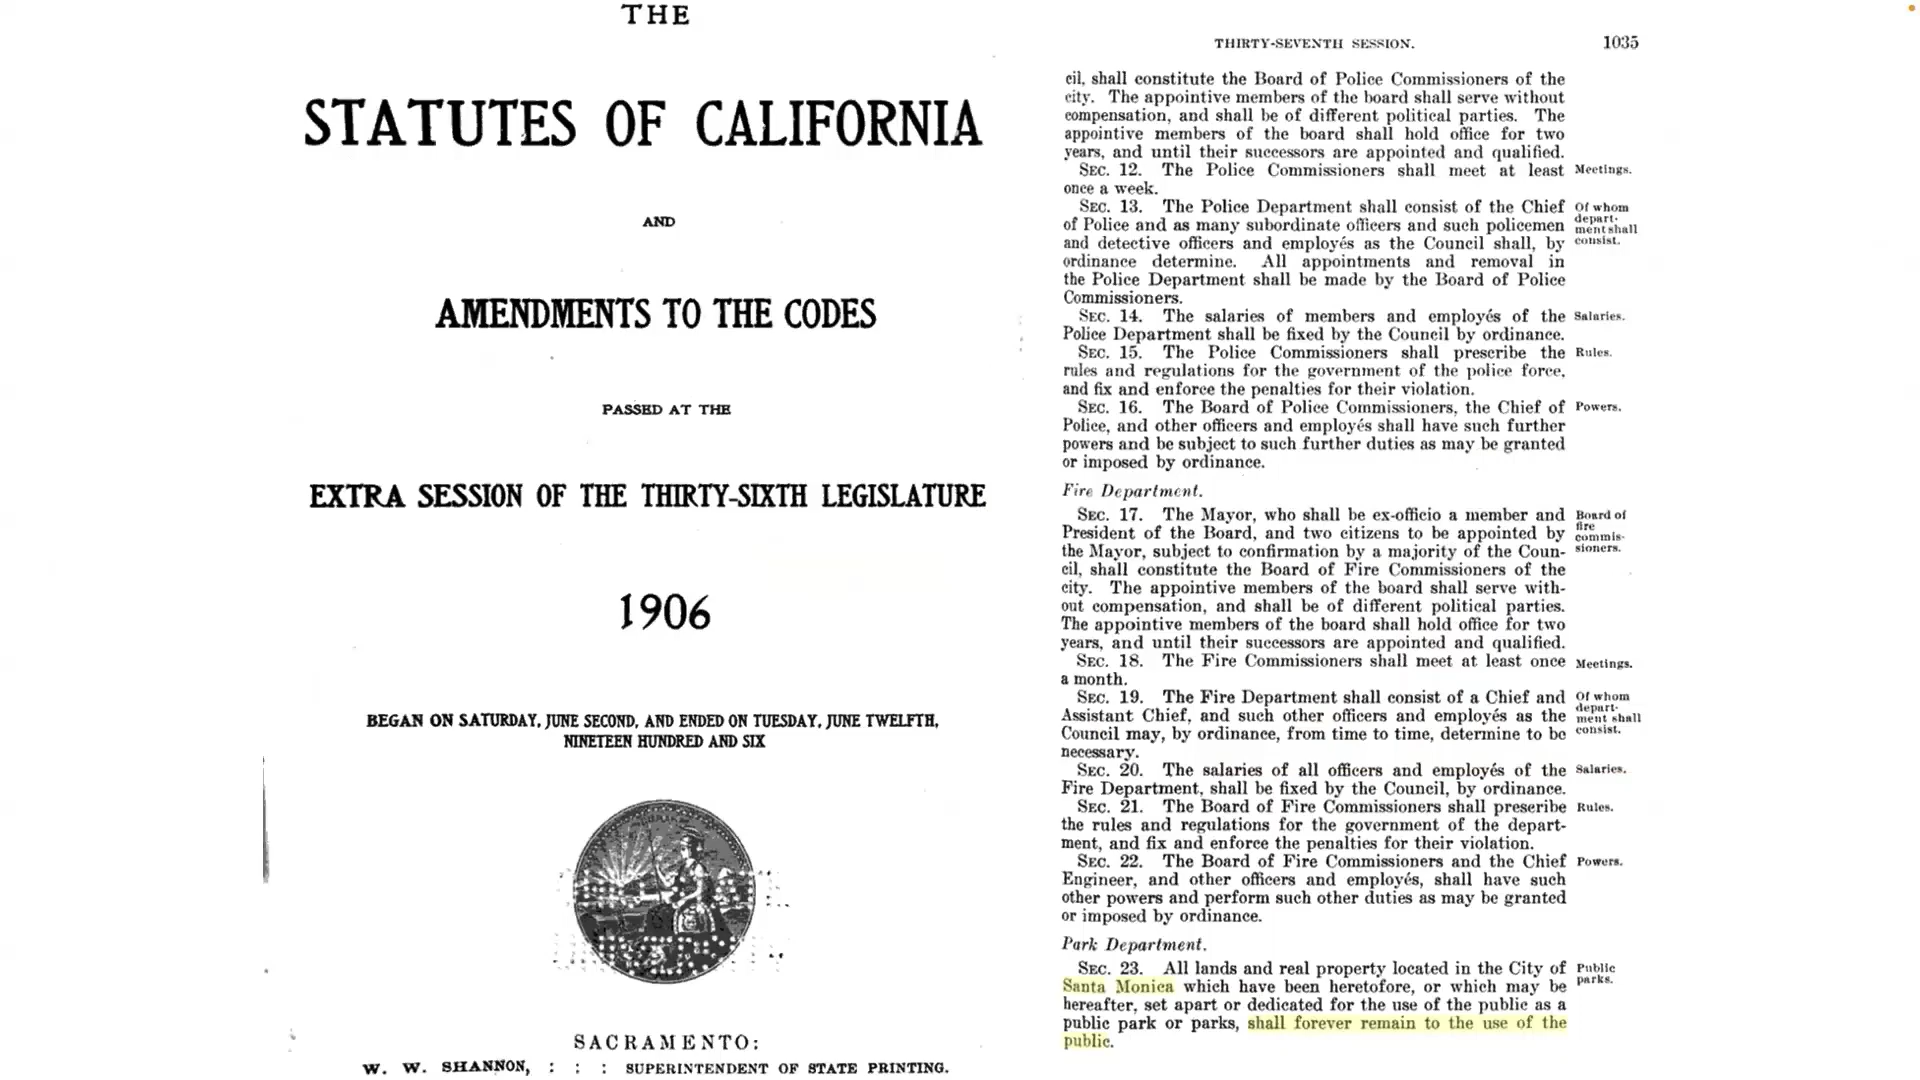 THE
STATUTES OF CALIFORNIA
AND
AMENDMENTS TO THE CODES
PASSED AT THE
EXTRA SESSION OF THE THIRTY-SIXTH LEGISLATURE
1906
BEGAN ON SATURDAY, JUNE SECOND, AND ENDED ON TUESDAY, JUNE TWELFTH,
NINETEEN HUNDRED AND SIX
SACRAMENTO:
W. W. SHANNON, : : : SUPERINTENDENT OF STATE PRINTING.
THIRTY-SEVENTH SESSION. 1035
cil, shall constitute the Board of Police Commissioners of the
city. The appointive members of the board shall serve without
compensation, and shall be of different political parties. The
appointive members of the board shall hold office for two
years, and until their successors are appointed and qualified.
SEC. 12. The Police Commissioners shall meet at least
once a week.
Meetings.
SEC. 13. The Police Department shall consist of the Chief
of Police and as many subordinate officers and such policemen
and detective officers and employés as the Council shall, by
ordinance determine. All appointments and removal in
the Police Department shall be made by the Board of Police
Commissioners.
Of whom
depart-
ment shall
consist.
SEC. 14. The salaries of members and employés of the
Police Department shall be fixed by the Council by ordinance.
Salaries.
SEC. 15. The Police Commissioners shall prescribe the
rules and regulations for the government of the police force,
and fix and enforce the penalties for their violation.
Rules.
SEC. 16. The Board of Police Commissioners, the Chief of
Police, and other officers and employés shall have such further
powers and be subject to such further duties as may be granted
or imposed by ordinance.
Powers.
Fire Department.
SEC. 17. The Mayor, who shall be ex-officio a member and
President of the Board, and two citizens to be appointed by
the Mayor, subject to confirmation by a majority of the Coun-
cil, shall constitute the Board of Fire Commissioners of the
city. The appointive members of the board shall serve with-
out compensation, and shall be of different political parties.
The appointive members of the board shall hold office for two
years, and until their successors are appointed and qualified.
Board of
fire
commis-
sioners.
SEC. 18. The Fire Commissioners shall meet at least once
a month.
Meetings.
SEC. 19. The Fire Department shall consist of a Chief and
Assistant Chief, and such other officers and employés as the
Council may, by ordinance, from time to time, determine to be
necessary.
Of whom
depart-
ment shall
consist.
SEC. 20. The salaries of all officers and employés of the
Fire Department, shall be fixed by the Council, by ordinance.
Salaries.
SEC. 21. The Board of Fire Commissioners shall prescribe
the rules and regulations for the government of the depart-
ment, and fix and enforce the penalties for their violation.
Rules.
SEC. 22. The Board of Fire Commissioners and the Chief
Engineer, and other officers and employés, shall have such
other powers and perform such other duties as may be granted
or imposed by ordinance.
Powers.
Park Department.
SEC. 23. All lands and real property located in the City of
Santa Monica which have been heretofore, or which may be
hereafter, set apart or dedicated for the use of the public as a
public park or parks, shall forever remain to the use of the
public.
Public
parks.